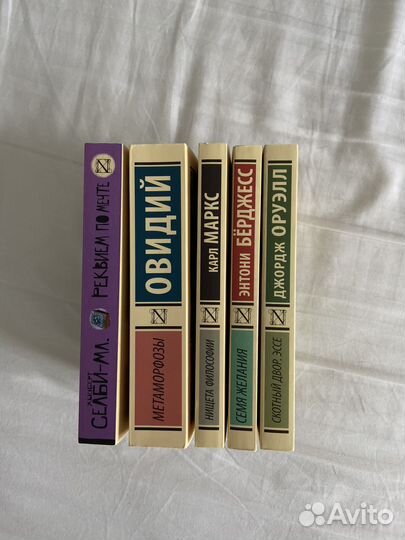 ХЬЮБЕРТ
СЕЛБИ-МЛ.
РЕКВИЕМ ПО МЕЧТЕ
ОВИДИЙ
МЕТАМОРФОЗЫ
КАРЛ МАРКС
НИЩЕТА ФИЛОСОФИИ
ЭНТОНИ БЁРДЖЕСС
СЕМЯ ЖЕЛАНИЯ
ДЖОРДЖ ОРУЭЛЛ
СКОТНЫЙ ДВОР. ЭССЕ
Avito